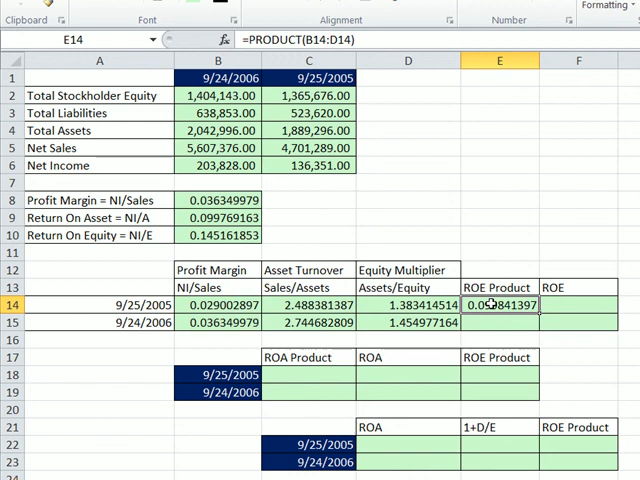 Formatting
Clipboard Font Alignment Number
E14 fx =PRODUCT(B14:D14)
A B C D E F
1 9/24/2006 9/25/2005
2 Total Stockholder Equity 1,404,143.00 1,365,676.00
3 Total Liabilities 638,853.00 523,620.00
4 Total Assets 2,042,996.00 1,889,296.00
5 Net Sales 5,607,376.00 4,701,289.00
6 Net Income 203,828.00 136,351.00
7
8 Profit Margin = NI/Sales 0.036349979
9 Return On Asset = NI/A 0.099769163
10 Return On Equity = NI/E 0.145161853
11
12 Profit Margin Asset Turnover Equity Multiplier
13 NI/Sales Sales/Assets Assets/Equity ROE Product ROE
14 9/25/2005 0.029002897 2.488381387 1.383414514
15 9/24/2006 0.036349979 2.744682809 1.454977164
16
17 ROA Product ROA ROE Product
18 9/25/2005
19 9/24/2006
20
21 ROA 1+D/E ROE Product
22 9/25/2005
23 9/24/2006